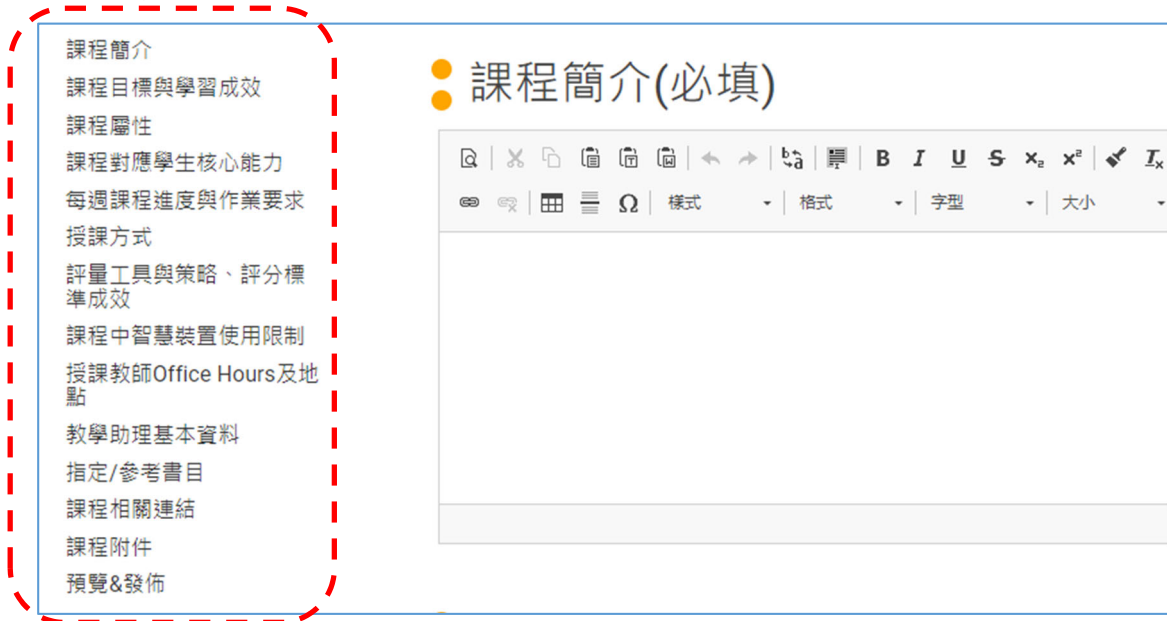 課程簡介
課程目標與學習成效
課程屬性
課程對應學生核心能力
每週課程進度與作業要求
授課方式
評量工具與策略、評分標
準成效
課程中智慧裝置使用限制
授課教師Office Hours及地
點
教學助理基本資料
指定/參考書目
課程相關連結
課程附件
預覽&發佈
課程簡介(必填)
B I U S x₂ x² Tx
Ω 樣式 格式 字型 大小